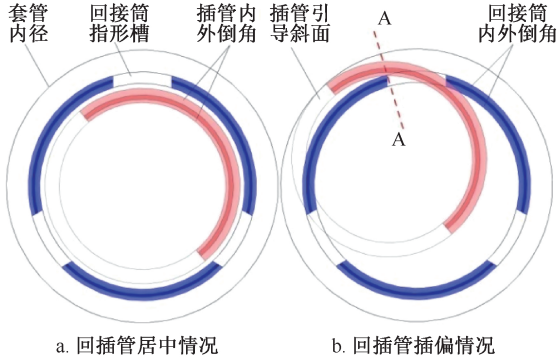 套管
内径
回接筒
指形槽
插管内
外倒角
插管引
导斜面
A
回接筒
内外倒角
A
a. 回插管居中情况
b. 回插管插偏情况